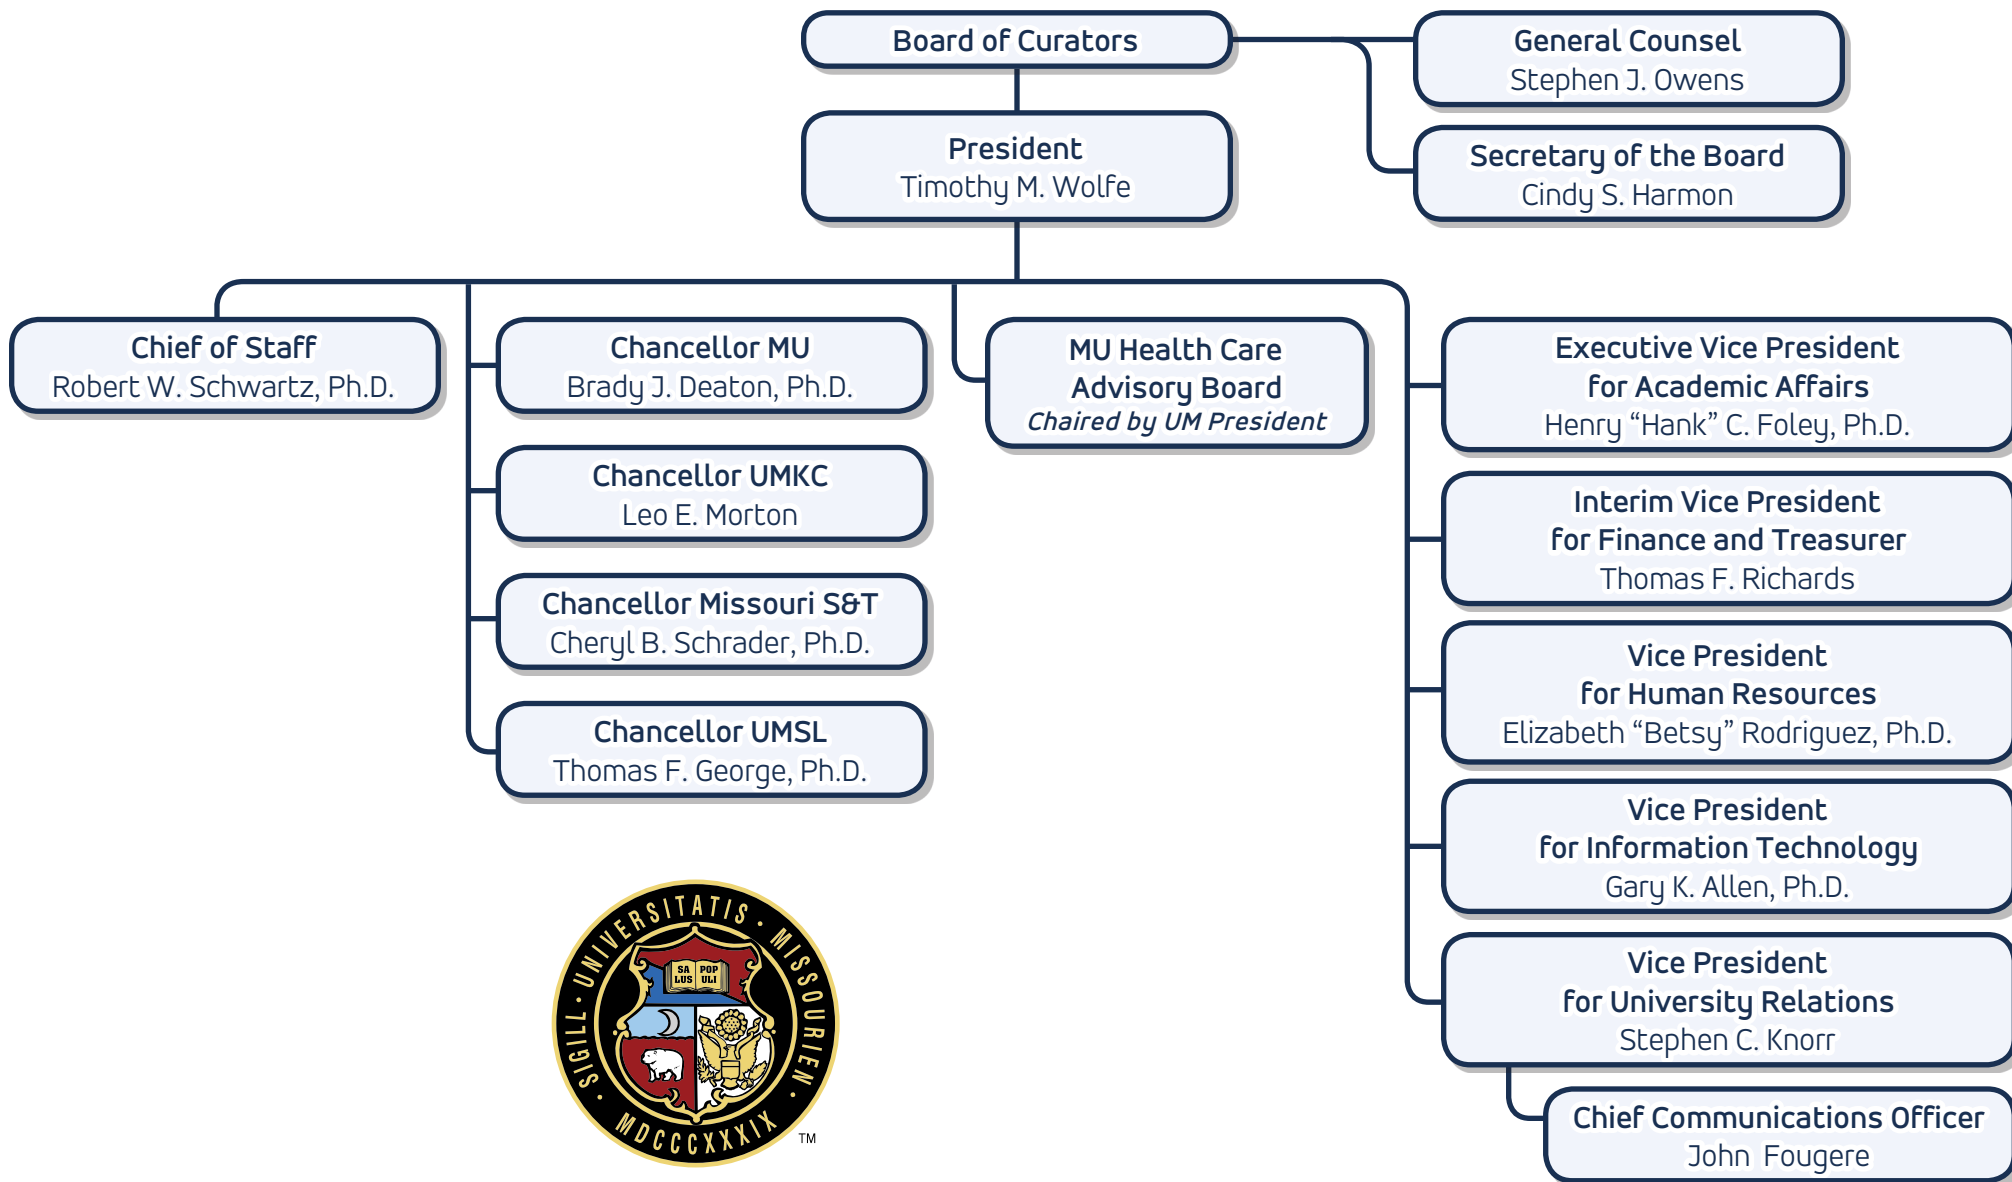 Board of Curators
General Counsel
Stephen J. Owens
President
Timothy M. Wolfe
Secretary of the Board
Cindy S. Harmon
Chief of Staff
Robert W. Schwartz, Ph.D.
Chancellor MU
Brady J. Deaton, Ph.D.
Chancellor UMKC
Leo E. Morton
Chancellor Missouri S&T
Cheryl B. Schrader, Ph.D.
Chancellor UMSL
Thomas F. George, Ph.D.
MU Health Care
Advisory Board
Chaired by UM President
Executive Vice President
for Academic Affairs
Henry “Hank” C. Foley, Ph.D.
Interim Vice President
for Finance and Treasurer
Thomas F. Richards
Vice President
for Human Resources
Elizabeth “Betsy” Rodriguez, Ph.D.
Vice President
for Information Technology
Gary K. Allen, Ph.D.
Vice President
for University Relations
Stephen C. Knorr
Chief Communications Officer
John Fougere
SIGILL · UNIVERSITATIS · MISSOURIEN · S ·
MDCCCXXXIX
SA POP
LUS ULI
TM